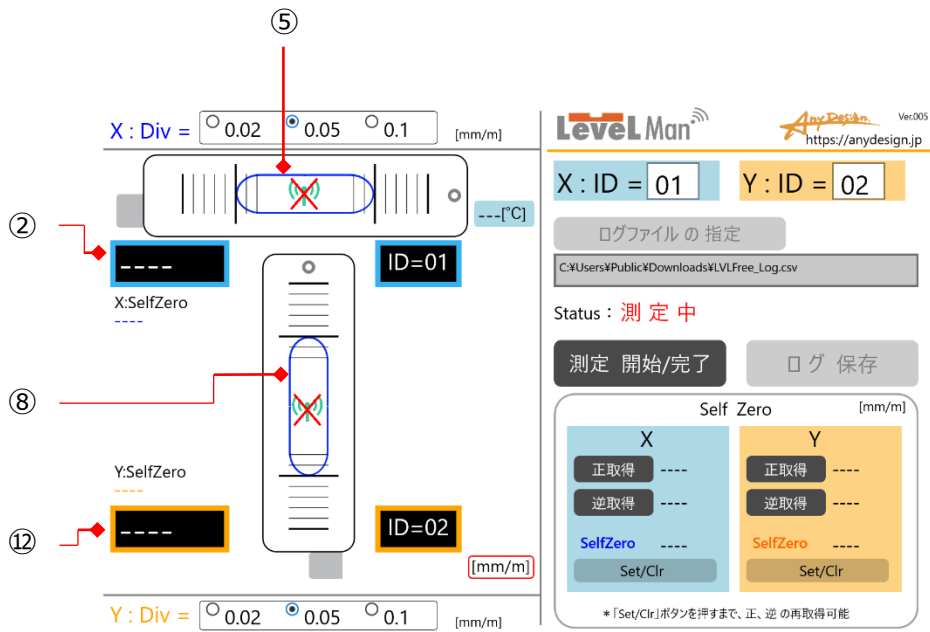 ⑤
X : Div = 0.02 0.05 0.1 [mm/m]
---[°C]
②
----
ID=01
X:SelfZero
----
⑧
Y:SelfZero
----
⑫
----
ID=02
[mm/m]
Y : Div = 0.02 0.05 0.1 [mm/m]
LeveL Man
AnyDesign
Ver.005
https://anydesign.jp
X : ID = 01
Y : ID = 02
ログファイル の 指定
C:¥Users¥Public¥Downloads¥LVLFree_Log.csv
Status : 測 定 中
測定 開始/完了
ログ 保存
Self Zero [mm/m]
X
正取得 ----
逆取得 ----
SelfZero ----
Set/Clr
Y
正取得 ----
逆取得 ----
SelfZero ----
Set/Clr
*「Set/Clr」ボタンを押すまで、正、逆 の再取得可能